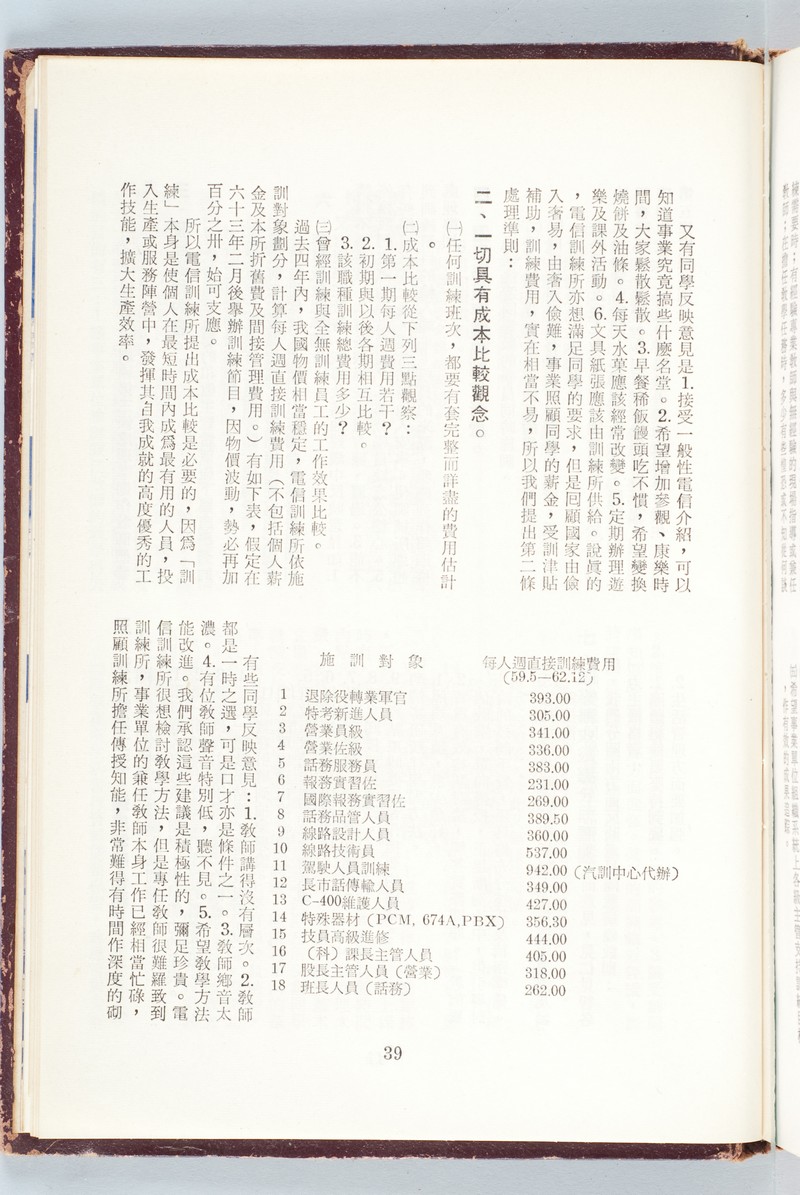 又有同學反映意見是1.接受一般性電信介紹，可以
知道事業究竟搞些什麼名堂。2.希望增加參觀、康樂時
間，大家鬆散鬆散。3.早餐稀飯饅頭吃不慣，希望變換
燒餅及油條。4.每天水菓應該經常改變。5.定期辦理遊
樂及課外活動。6.文具紙張應該由訓練所供給。說眞的
，電信訓練所亦想滿足同學的要求，但是回顧國家由儉
入奢易，由奢入儉難，事業照顧同學的薪金，受訓津貼
補助，訓練費用，實在相當不易，所以我們提出第二條
處理準則：
二、一切具有成本比較觀念。
㈠任何訓練班次，都要有套完整而詳盡的費用估計
。
㈡成本比較從下列三點觀察：
1.第一期每人週費用若干？
2.初期與以後各期相互比較。
3.該職種訓練總費用多少？
㈢曾經訓練與全無訓練員工的工作效果比較。
過去四年內，我國物價相當穩定，電信訓練所依施
訓對象劃分，計算每人週直接訓練費用（不包括個人薪
金及本所折舊費及間接管理費用。）有如下表，假定在
六十三年二月後舉辦訓練節目，因物價波動，勢必再加
百分之卅，始可支應。
所以電信訓練所提出成本比較是必要的，因爲「訓
練」本身是使個人在最短時間內成爲最有用的人員，投
入生產或服務陣營中，發揮其自我成就的高度優秀的工
作技能，擴大生產效率。
施訓對象 每人週直接訓練費用
(59.5—62.12)
1 退除役轉業軍官 393.00
2 特考新進人員 305.00
3 營業員級 341.00
4 營業佐級 336.00
5 話務服務員 383.00
6 報務實習佐 231.00
7 國際報務實習佐 269.00
8 話務品管人員 389.50
9 線路設計人員 360.00
10 線路技術員 537.00
11 駕駛人員訓練 942.00（汽訓中心代辦）
12 長市話傳輸人員 349.00
13 C-400維護人員 427.00
14 特殊器材（PCM, 674A,PBX） 356.30
15 技員高級進修 444.00
16 （科）課長主管人員 405.00
17 股長主管人員（營業） 318.00
18 班長人員（話務） 262.00
有些同學反映意見：1.敎師講得沒有層次。2.敎師
都是一時之選，可是口才亦是條件之一。3.敎師鄉音太
濃。4.有位敎師聲音特別低，聽不見。5.希望敎學方法
能改進。我們承認這些建議是積極性的，彌足珍貴。電
信訓練所很想檢討敎學方法，但是專任敎師很難羅致到
訓練所，事業單位的兼任敎師本身工作已經相當忙碌，
照顧訓練所擔任傳授知能，非常難得有時間作深度的砌
39